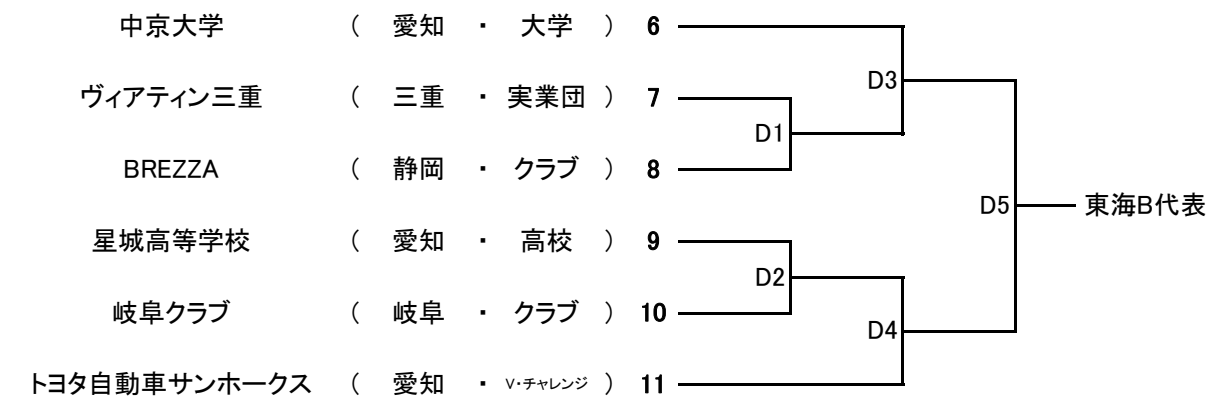 中京大学 ( 愛知 ・ 大学 ) 6
D3
ヴィアティン三重 ( 三重 ・ 実業団 ) 7
D1
BREZZA ( 静岡 ・ クラブ ) 8
D5 東海B代表
星城高等学校 ( 愛知 ・ 高校 ) 9
D2
岐阜クラブ ( 岐阜 ・ クラブ ) 10
D4
トヨタ自動車サンホークス ( 愛知 ・ V・チャレンジ ) 11